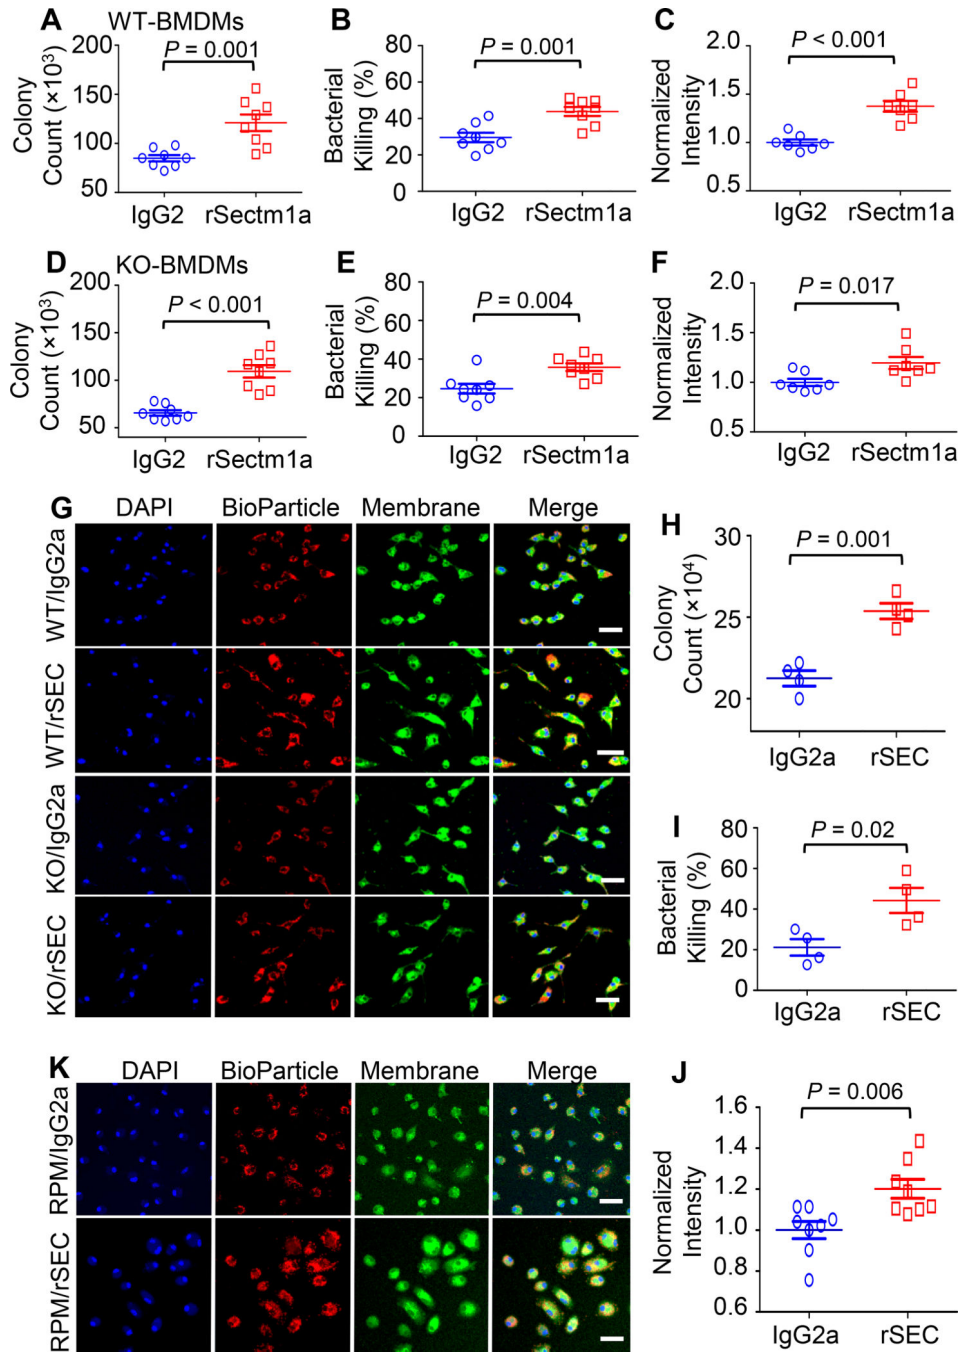 A WT-BMDMs
Colony
Count (×10³)
200
150
100
50
P = 0.001
IgG2 rSectm1a
B
Bacterial
Killing (%)
80
60
40
20
0
P = 0.001
IgG2 rSectm1a
C
Normalized
Intensity
2.0
1.5
1.0
0.5
P < 0.001
IgG2 rSectm1a
D KO-BMDMs
Colony
Count (×10³)
200
150
100
50
P < 0.001
IgG2 rSectm1a
E
Bacterial
Killing (%)
80
60
40
20
0
P = 0.004
IgG2 rSectm1a
F
Normalized
Intensity
2.0
1.5
1.0
0.5
P = 0.017
IgG2 rSectm1a
G DAPI BioParticle Membrane Merge
WT/IgG2a
WT/rSEC
KO/IgG2a
KO/rSEC
H
Colony
Count (×10⁴)
30
25
20
P = 0.001
IgG2a rSEC
I
Bacterial
Killing (%)
80
60
40
20
0
P = 0.02
IgG2a rSEC
K DAPI BioParticle Membrane Merge
RPM/IgG2a
RPM/rSEC
J
Normalized
Intensity
1.6
1.4
1.2
1.0
0.8
0.6
P = 0.006
IgG2a rSEC